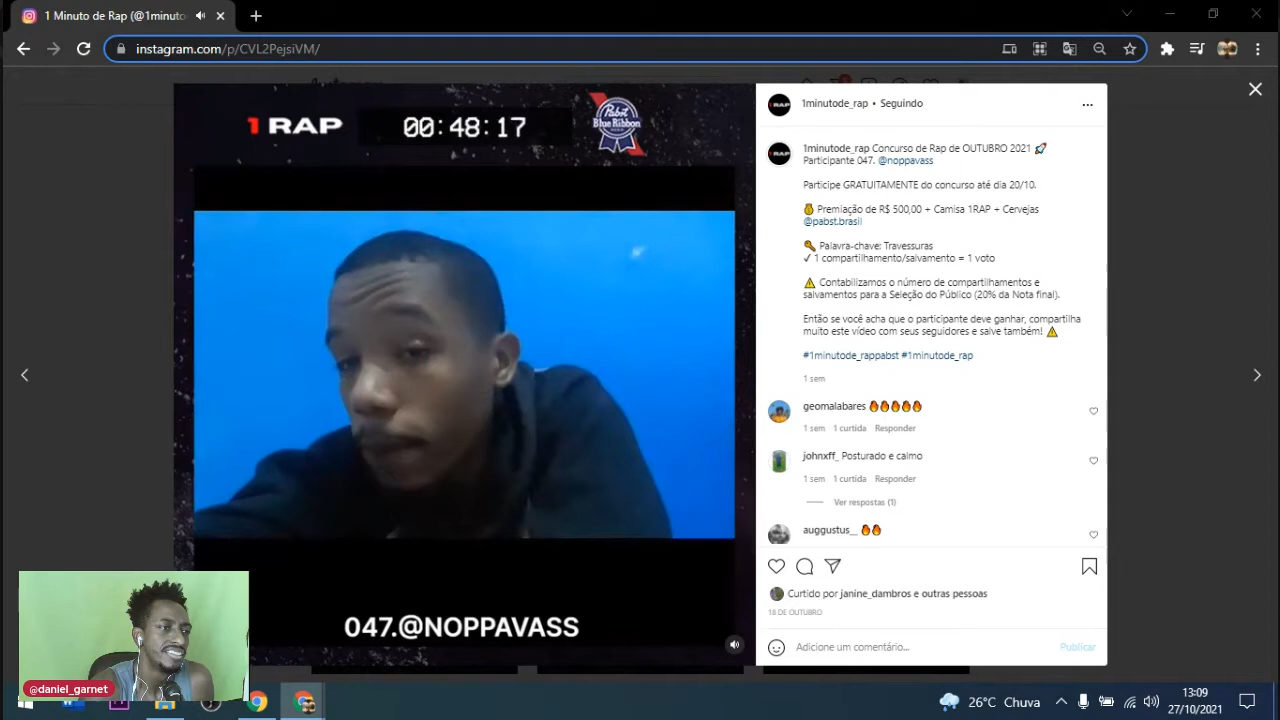 1 Minuto de Rap (@1minuto
instagram.com/p/CVL2PejsiVM/
1 RAP
00:48:17
Pabst
Blue Ribbon
047.@NOPPAVASS
@daniel_garnet
1RAP
1minutode_rap • Seguindo
1RAP
1minutode_rap Concurso de Rap de OUTUBRO 2021 🚀
Participante 047. @noppavass
Participe GRATUITAMENTE do concurso até dia 20/10.
🏅 Premiação de R$ 500,00 + Camisa 1RAP + Cervejas
@pabst.brasil
🔑 Palavra-chave: Travessuras
✓ 1 compartilhamento/salvamento = 1 voto
⚠️ Contabilizamos o número de compartilhamentos e
salvamentos para a Seleção do Público (20% da Nota final).
Então se você acha que o participante deve ganhar, compartilha
muito este vídeo com seus seguidores e salve também! ⚠️
#1minutode_rappabst #1minutode_rap
1 sem
geomalabares 🔥🔥🔥🔥🔥
1 sem 1 curtida Responder
johnxff_ Posturado e calmo
1 sem 1 curtida Responder
Ver respostas (1)
auggustus__ 🔥🔥
Curtido por janine_dambros e outras pessoas
18 DE OUTUBRO
Adicione um comentário...
Publicar
26°C Chuva
13:09
27/10/2021